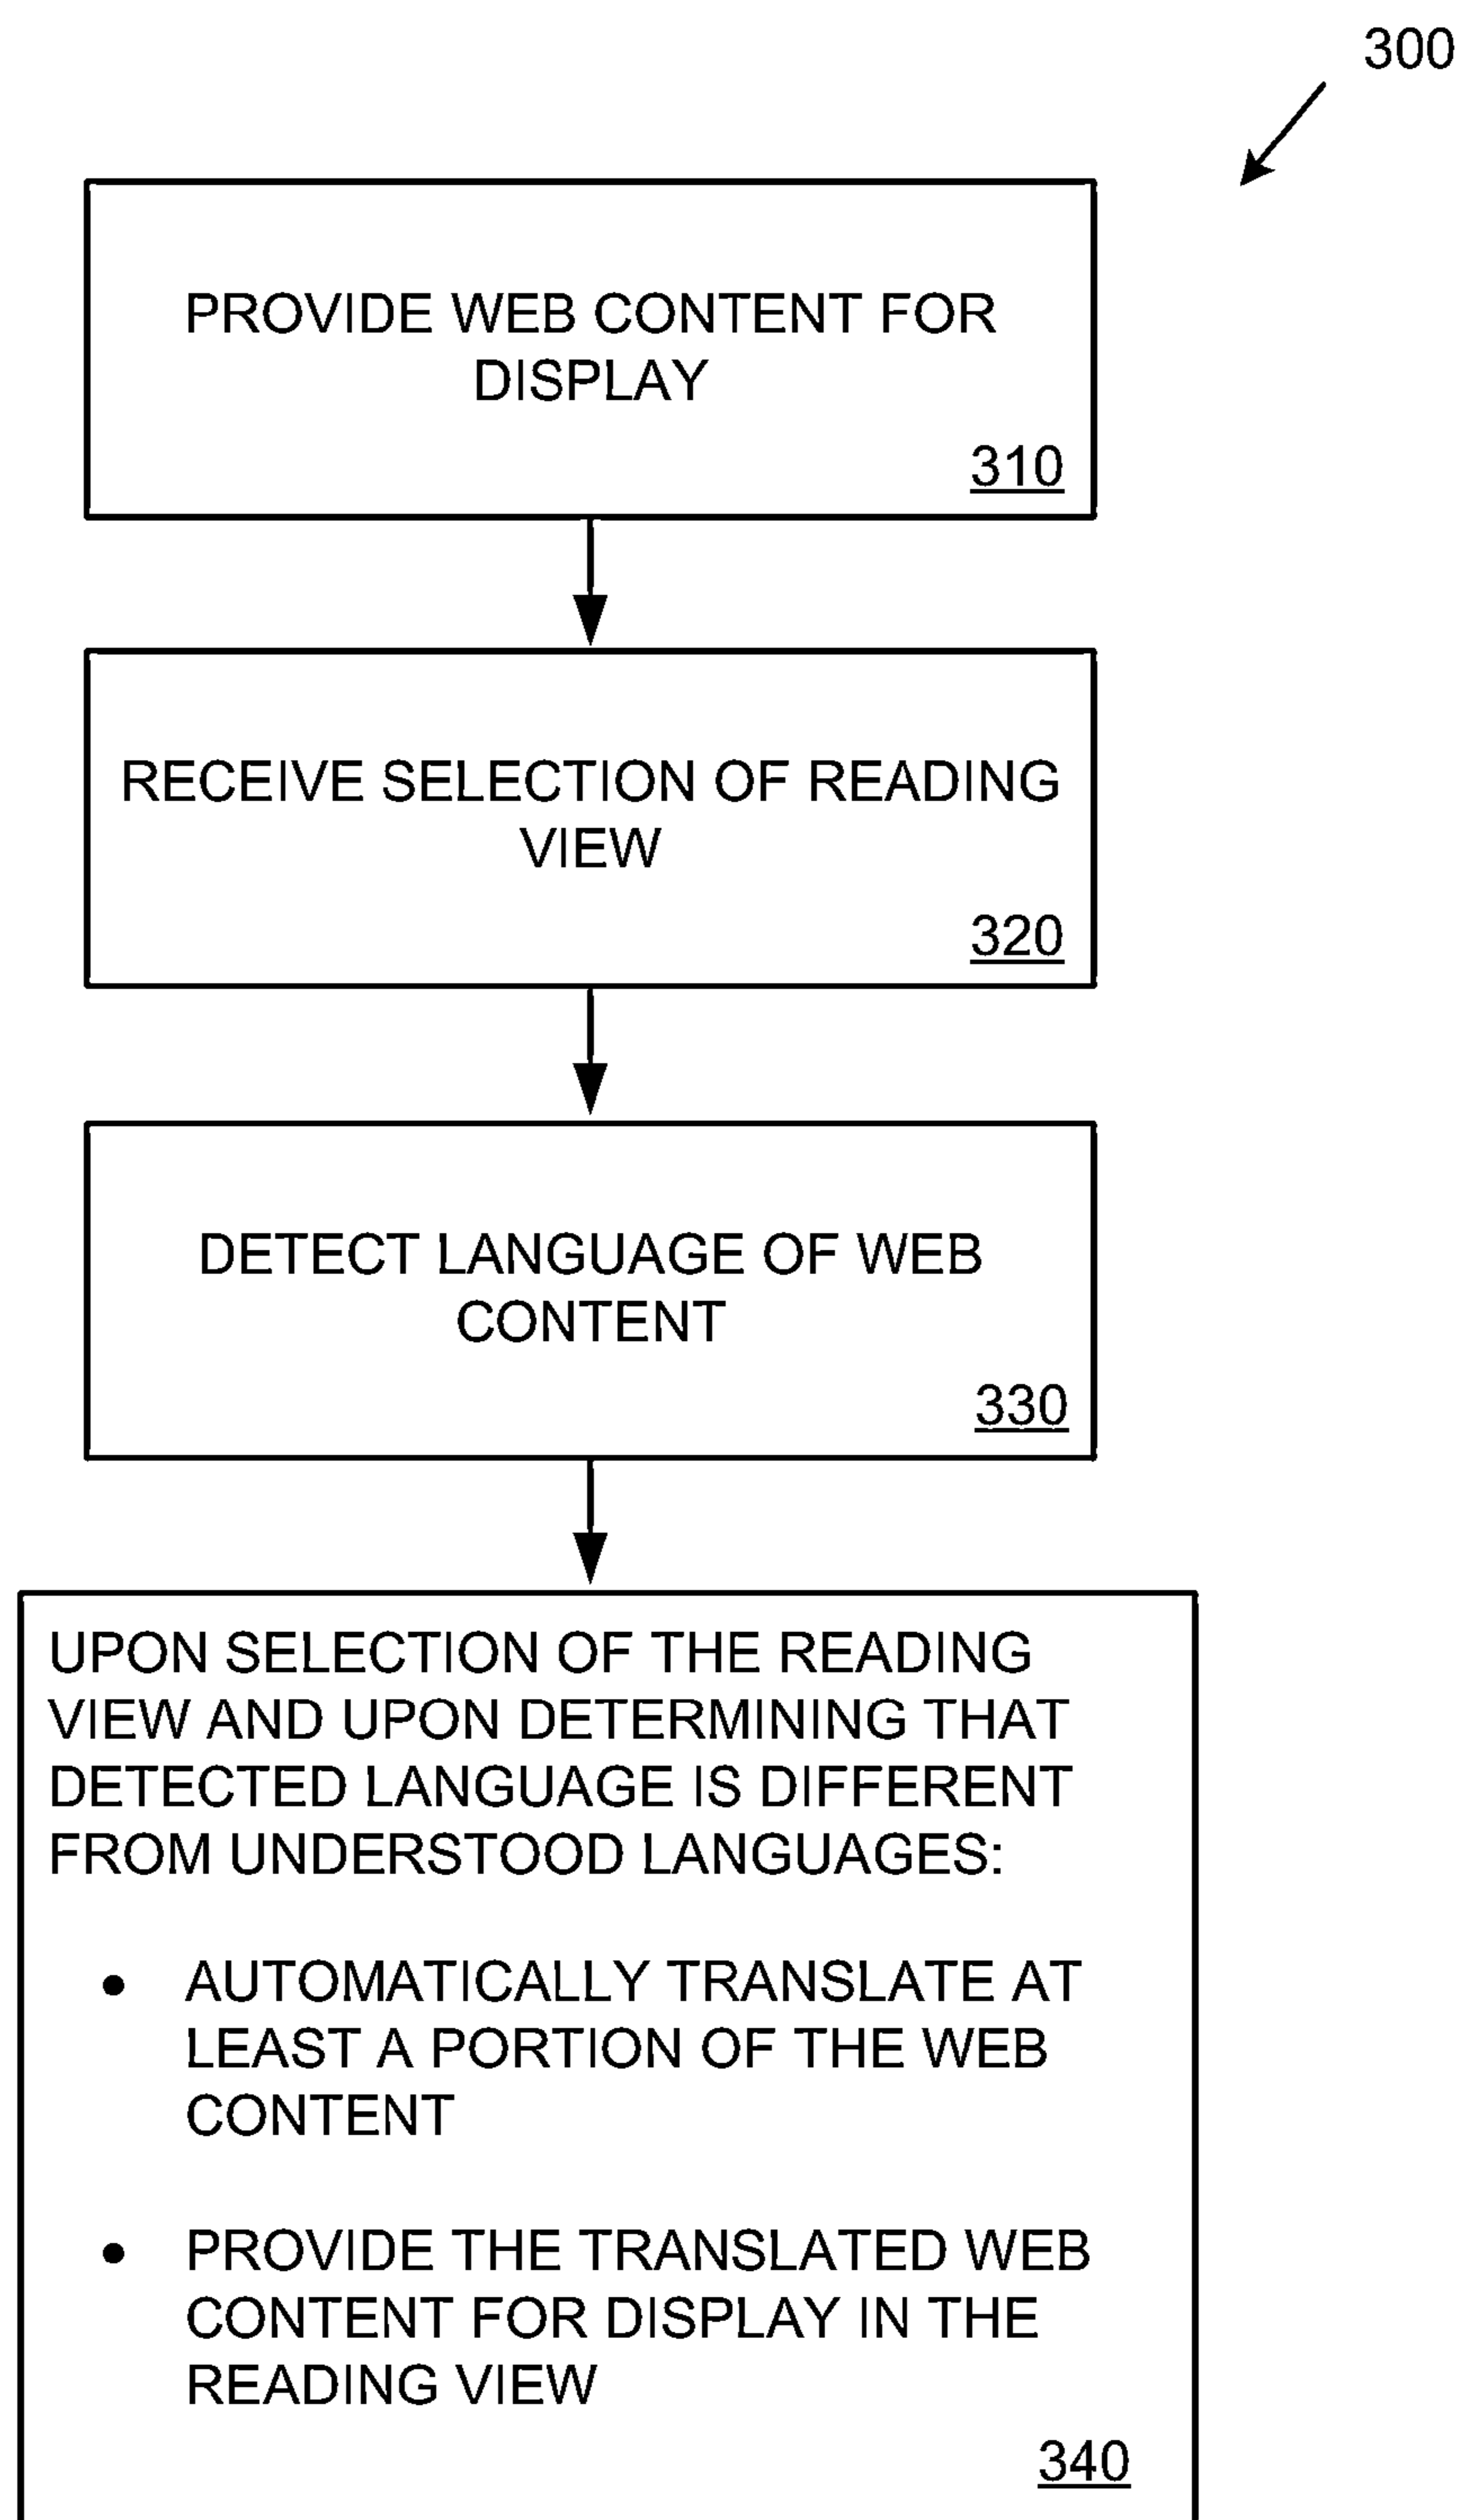 300
PROVIDE WEB CONTENT FOR
DISPLAY
310
RECEIVE SELECTION OF READING
VIEW
320
DETECT LANGUAGE OF WEB
CONTENT
330
UPON SELECTION OF THE READING
VIEW AND UPON DETERMINING THAT
DETECTED LANGUAGE IS DIFFERENT
FROM UNDERSTOOD LANGUAGES:
• AUTOMATICALLY TRANSLATE AT
LEAST A PORTION OF THE WEB
CONTENT
• PROVIDE THE TRANSLATED WEB
CONTENT FOR DISPLAY IN THE
READING VIEW
340